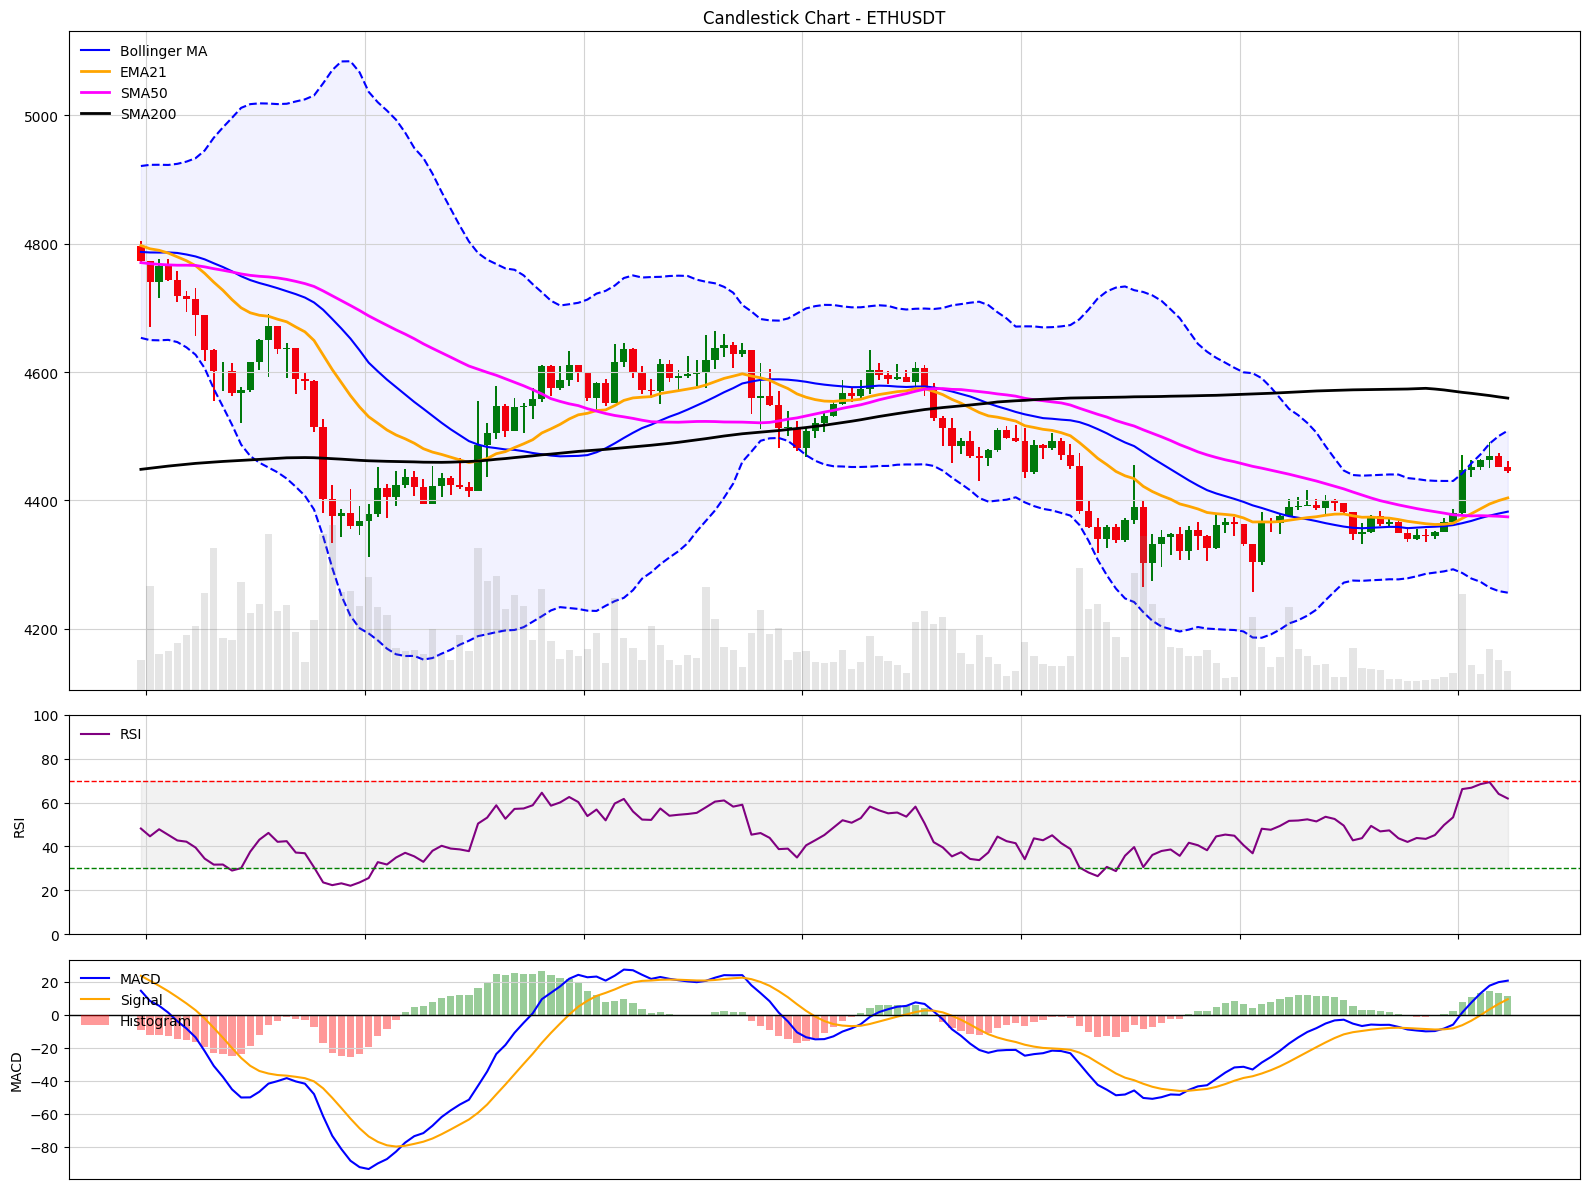 Candlestick Chart - ETHUSDT
Bollinger MA
EMA21
SMA50
SMA200
5000
4800
4600
4400
4200
RSI
100
80
60
40
20
0
RSI
MACD
Signal
Histogram
20
0
−20
−40
−60
−80
MACD